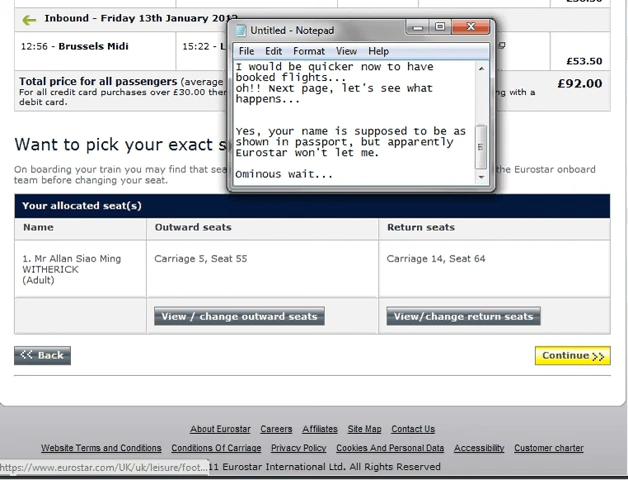 Inbound - Friday 13th January 2012
Untitled - Notepad
File Edit Format View Help
12:56 - Brussels Midi
15:22 - L
£53.50
I would be quicker now to have
booked flights...
oh!! Next page, let's see what
happens...
Yes, your name is supposed to be as
shown in passport, but apparently
Eurostar won't let me.
Ominous wait...
Total price for all passengers (average
£92.00
For all credit card purchases over £30.00 ther
ng with a
debit card.
Want to pick your exact s
On boarding your train you may find that sea
the Eurostar onboard
team before changing your seat.
Your allocated seat(s)
Name Outward seats Return seats
1. Mr Allan Siao Ming
WITHERICK
(Adult)
Carriage 5, Seat 55
Carriage 14, Seat 64
View / change outward seats
View/change return seats
<< Back
Continue >>
About Eurostar Careers Affiliates Site Map Contact Us
Website Terms and Conditions Conditions Of Carriage Privacy Policy Cookies And Personal Data Accessibility Customer charter
https://www.eurostar.com/UK/uk/leisure/foot...
11 Eurostar International Ltd. All Rights Reserved